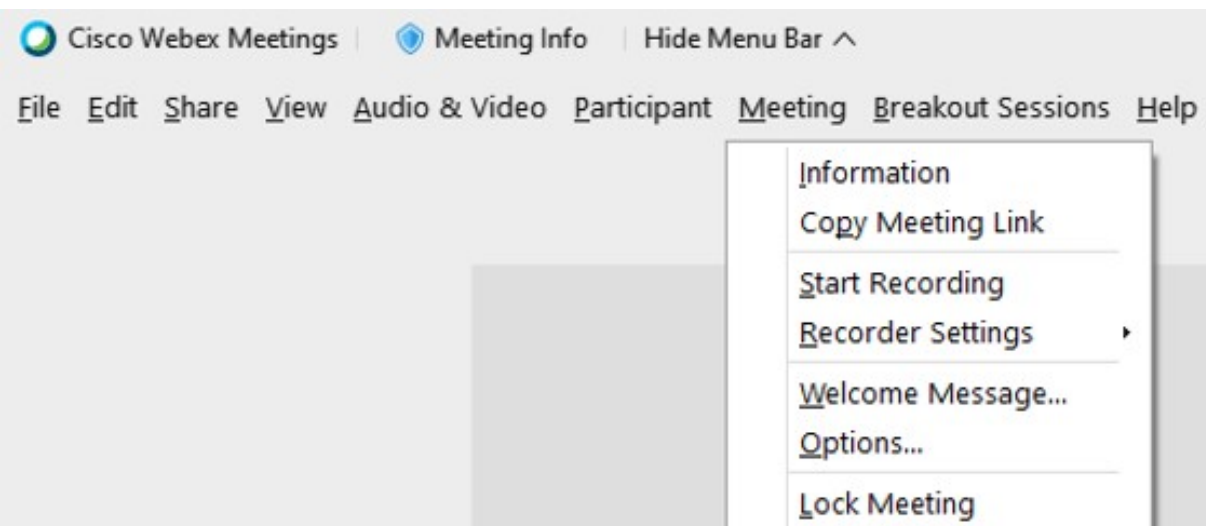 Cisco Webex Meetings Meeting Info Hide Menu Bar
File Edit Share View Audio & Video Participant Meeting Breakout Sessions Help
Information
Copy Meeting Link
Start Recording
Recorder Settings
Welcome Message...
Options...
Lock Meeting